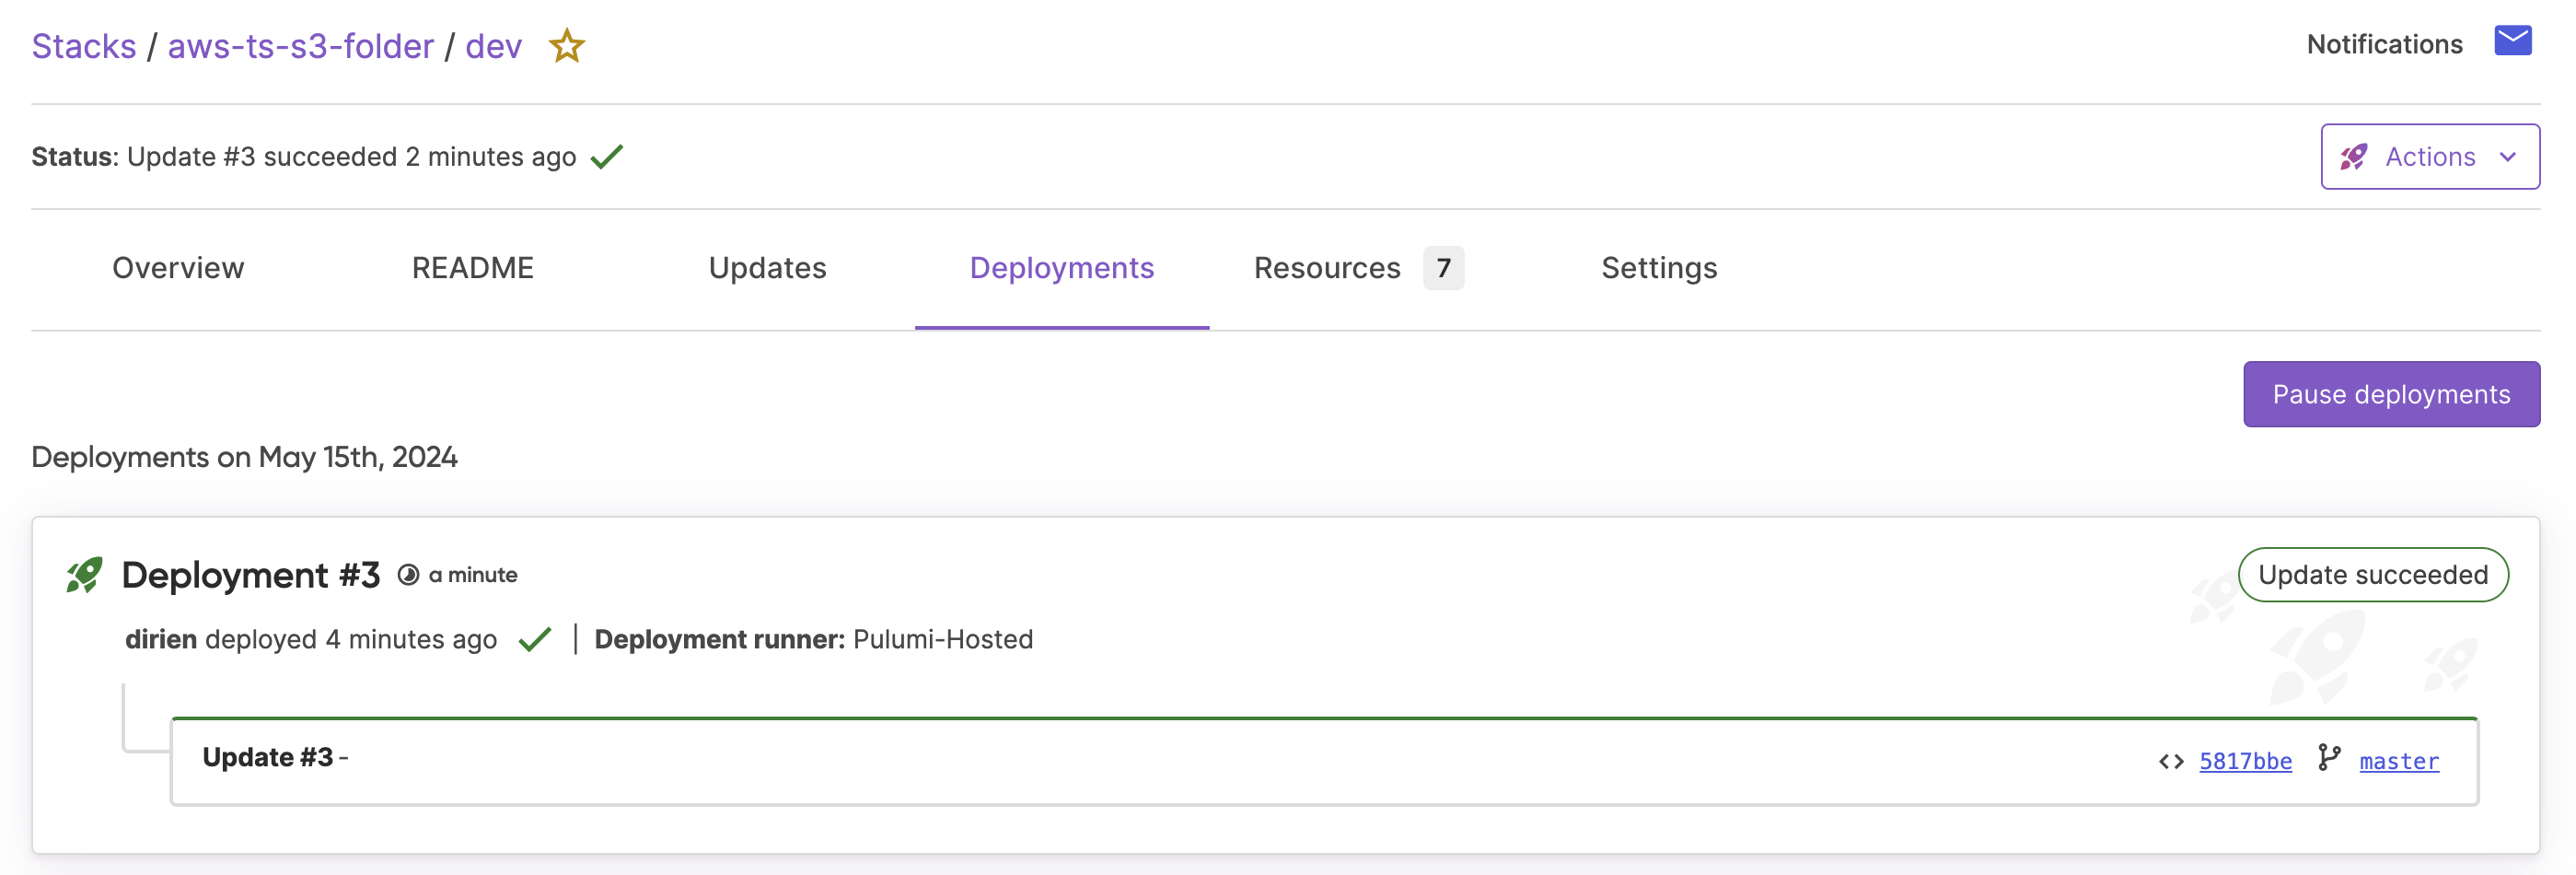 Stacks / aws-ts-s3-folder / dev
Notifications
Status: Update #3 succeeded 2 minutes ago
Actions
Overview README Updates Deployments Resources 7 Settings
Pause deployments
Deployments on May 15th, 2024
Deployment #3 a minute
Update succeeded
dirien deployed 4 minutes ago | Deployment runner: Pulumi-Hosted
Update #3 -
<> 5817bbe master